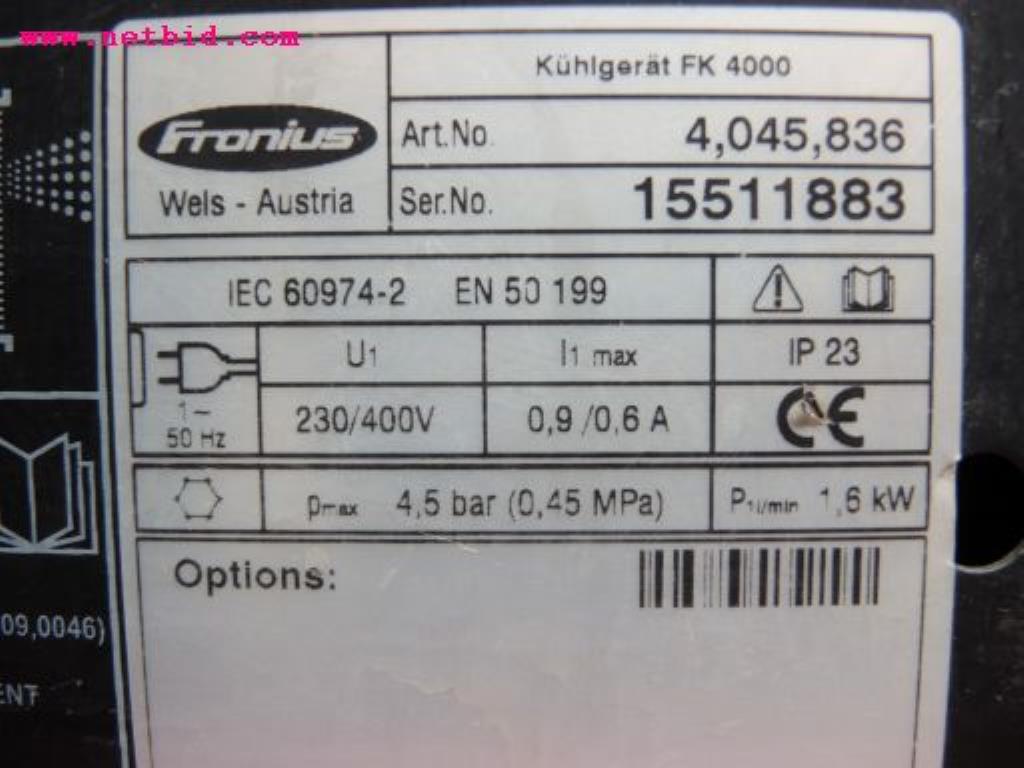 www.netbid.com
Kühlgerät FK 4000
Fronius
Art.No. 4,045,836
Wels - Austria
Ser.No. 15511883
IEC 60974-2 EN 50 199
U1 I1 max IP 23
1~
50 Hz
230/400V 0,9/0,6 A CE
pmax 4,5 bar (0,45 MPa) P1l/min 1,6 kW
Options:
09,0046)
ENT